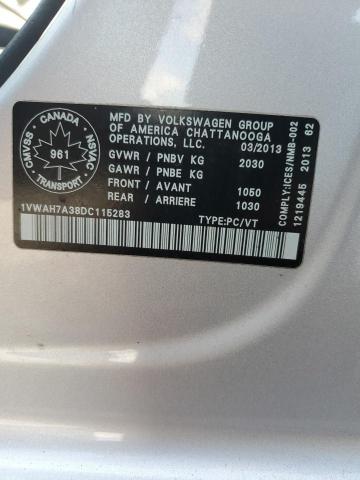 CANADA
CMVSS
961
NSVAC
TRANSPORT
MFD BY VOLKSWAGEN GROUP
OF AMERICA CHATTANOOGA
OPERATIONS, LLC. 03/2013
GVWR / PNBV KG 2030
GAWR / PNBE KG
FRONT / AVANT 1050
REAR / ARRIERE 1030
1VWAH7A38DC115283 TYPE:PC/VT
COMPLY:ICES/NMB-002
1219445 2013 62